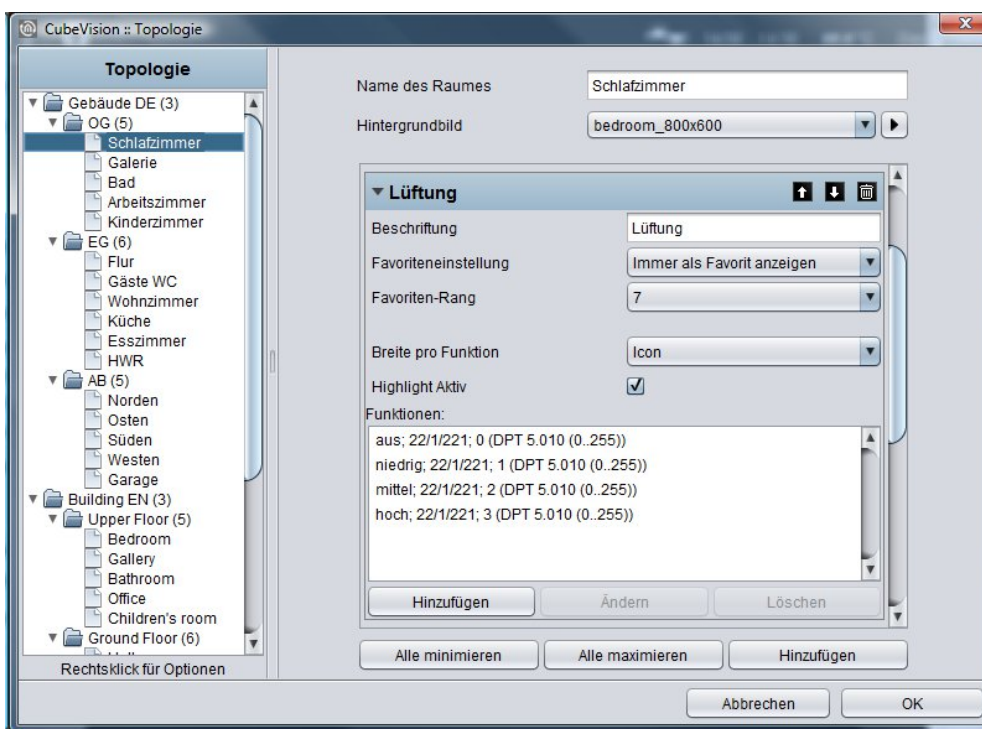 CubeVision :: Topologie
Topologie
Gebäude DE (3)
OG (5)
Schlafzimmer
Galerie
Bad
Arbeitszimmer
Kinderzimmer
EG (6)
Flur
Gäste WC
Wohnzimmer
Küche
Esszimmer
HWR
AB (5)
Norden
Osten
Süden
Westen
Garage
Building EN (3)
Upper Floor (5)
Bedroom
Gallery
Bathroom
Office
Children's room
Ground Floor (6)
Rechtsklick für Optionen
Name des Raumes Schlafzimmer
Hintergrundbild bedroom_800x600
Lüftung
Beschriftung Lüftung
Favoriteneinstellung Immer als Favorit anzeigen
Favoriten-Rang 7
Breite pro Funktion Icon
Highlight Aktiv
Funktionen:
aus; 22/1/221; 0 (DPT 5.010 (0..255))
niedrig; 22/1/221; 1 (DPT 5.010 (0..255))
mittel; 22/1/221; 2 (DPT 5.010 (0..255))
hoch; 22/1/221; 3 (DPT 5.010 (0..255))
Hinzufügen Ändern Löschen
Alle minimieren Alle maximieren Hinzufügen
Abbrechen OK